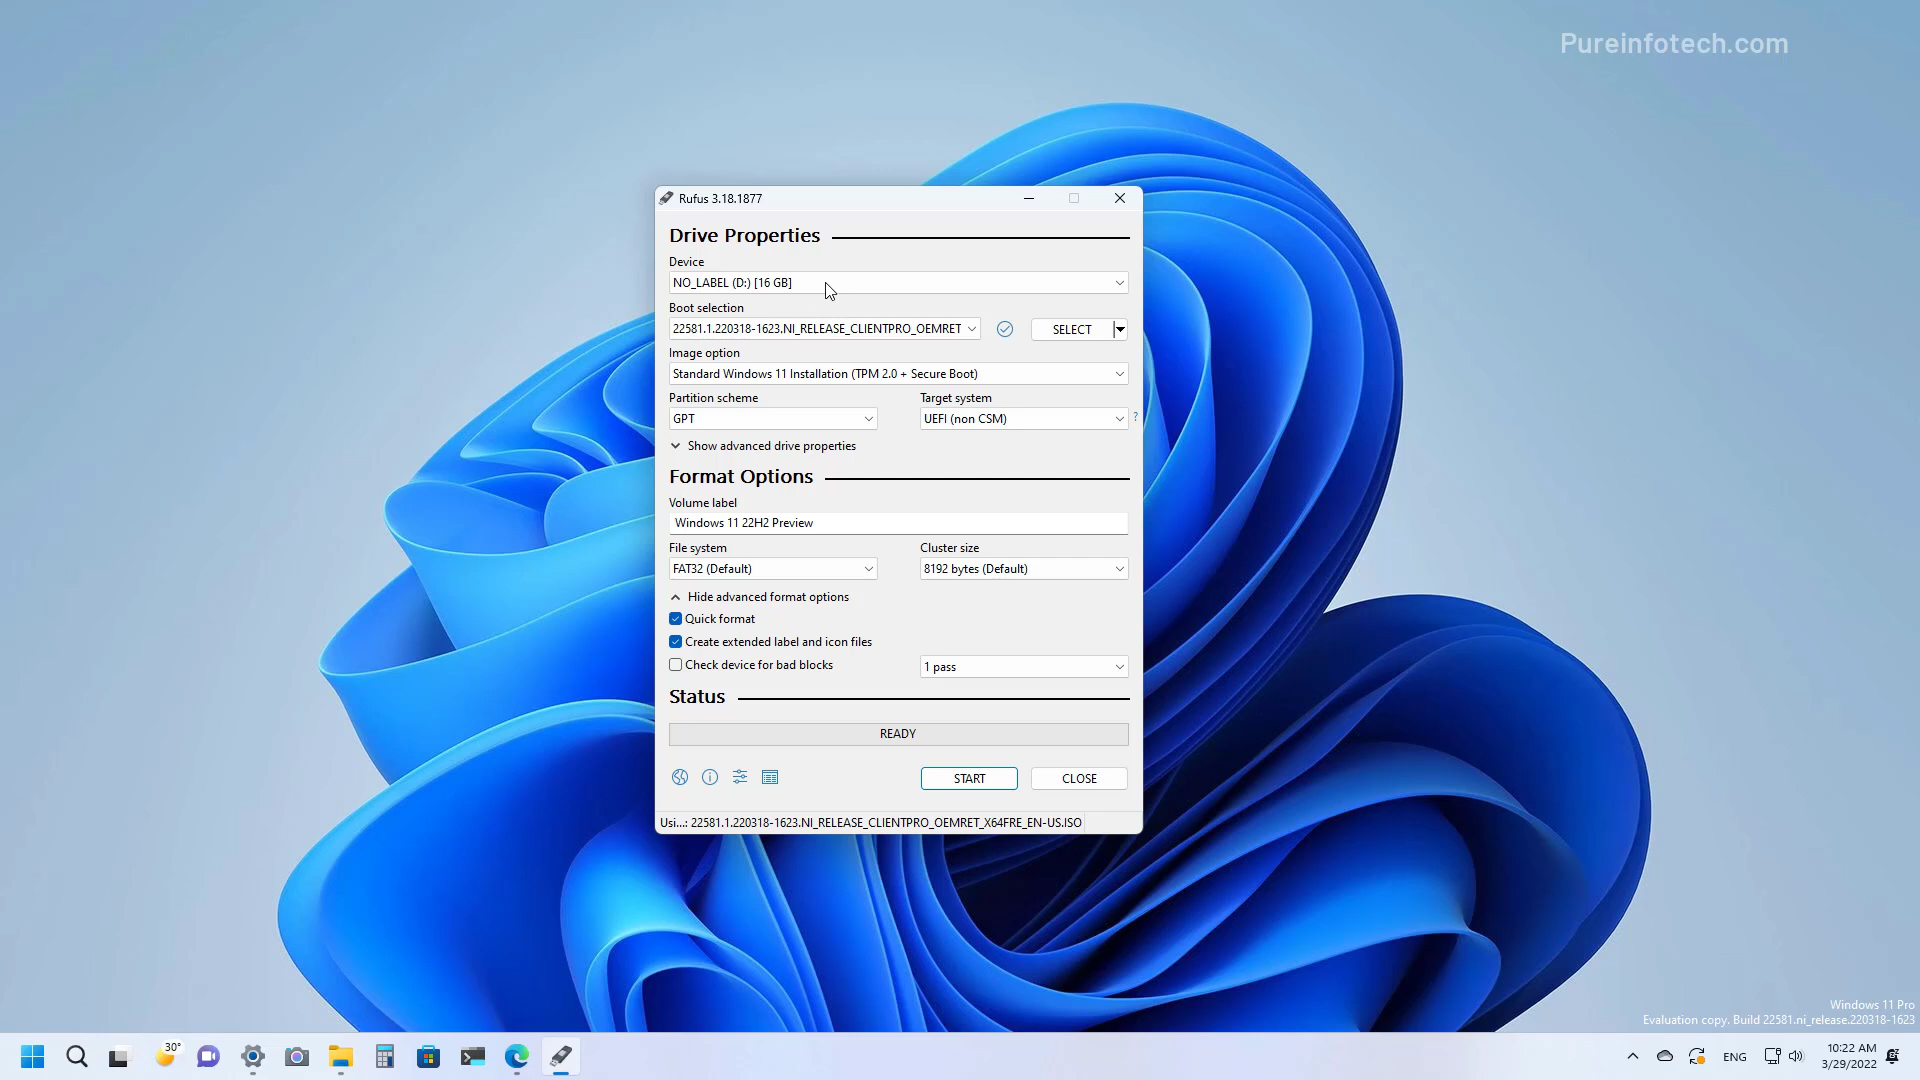 Pureinfotech.com
Rufus 3.18.1877
Drive Properties
Device
NO_LABEL (D:) [16 GB]
Boot selection
22581.1.220318-1623.NI_RELEASE_CLIENTPRO_OEMRET
SELECT
Image option
Standard Windows 11 Installation (TPM 2.0 + Secure Boot)
Partition scheme
Target system
GPT
UEFI (non CSM)
?
Show advanced drive properties
Format Options
Volume label
Windows 11 22H2 Preview
File system
Cluster size
FAT32 (Default)
8192 bytes (Default)
Hide advanced format options
Quick format
Create extended label and icon files
Check device for bad blocks
1 pass
Status
READY
START
CLOSE
Usi...: 22581.1.220318-1623.NI_RELEASE_CLIENTPRO_OEMRET_X64FRE_EN-US.ISO
Windows 11 Pro
Evaluation copy. Build 22581.ni_release.220318-1623
30°
ENG
10:22 AM
3/29/2022